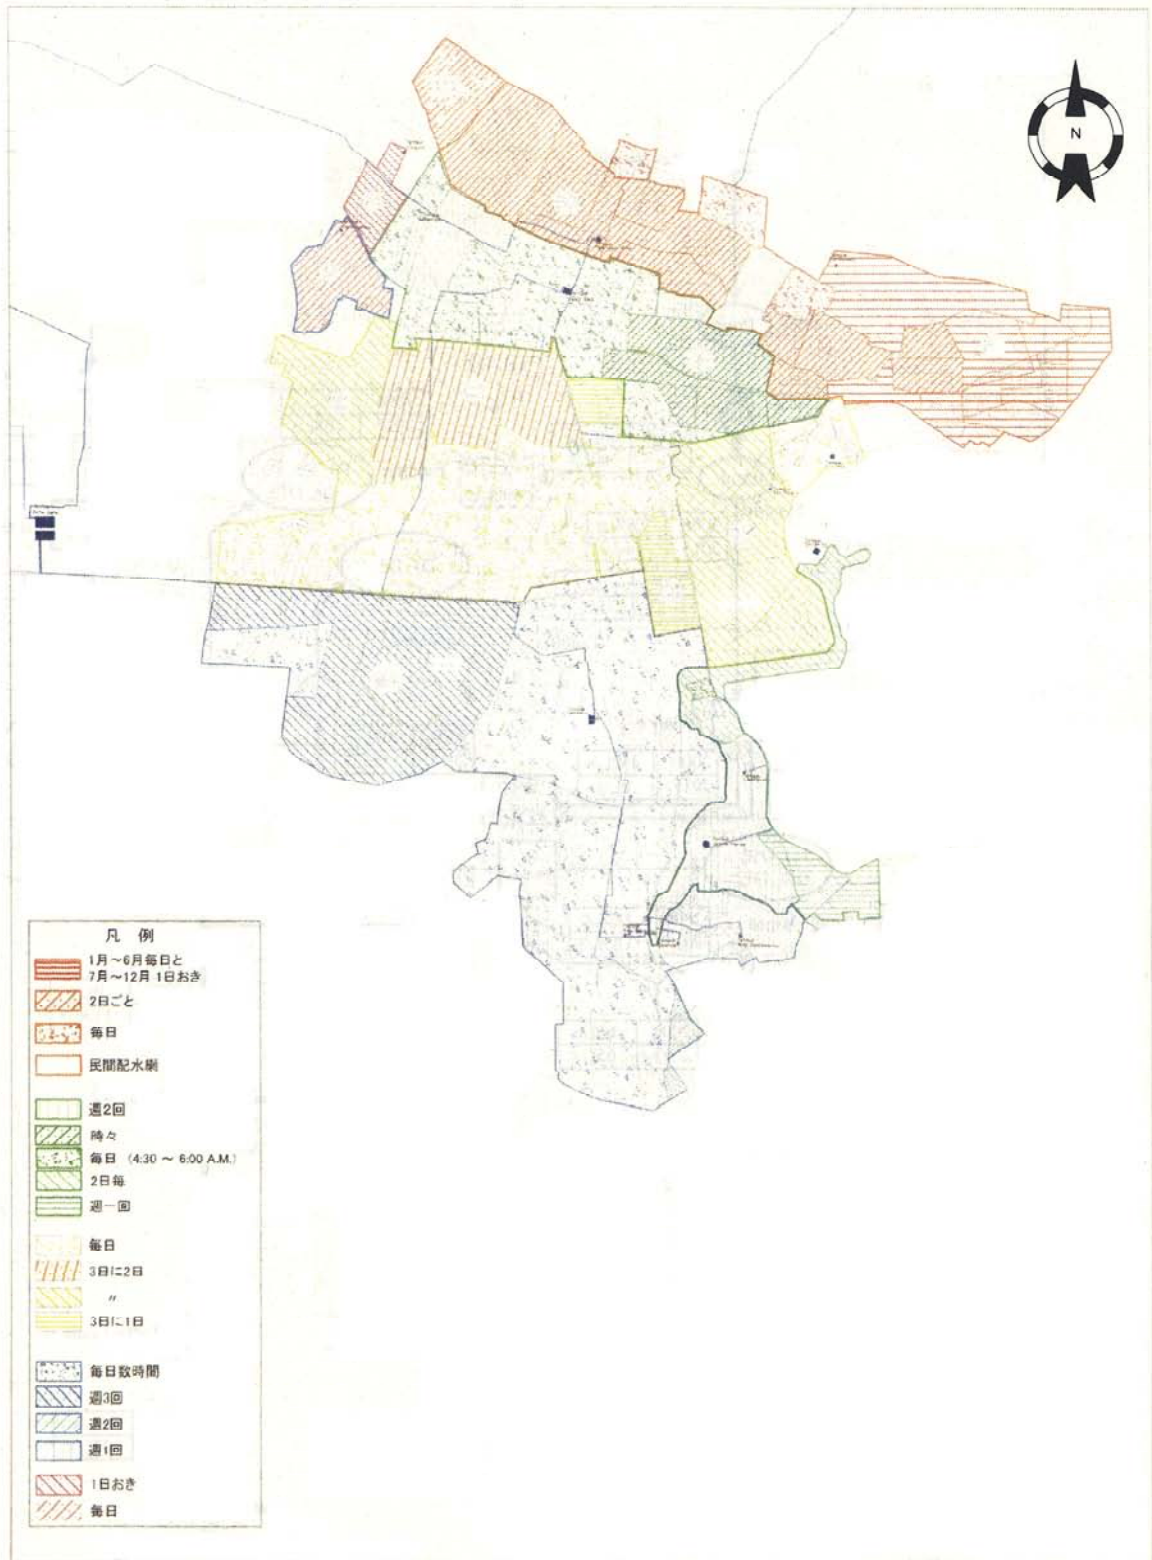 N
凡 例
1月～6月毎日と
7月～12月 1日おき
2日ごと
毎日
民間配水網
週2回
時々
毎日 (4:30 ～ 6:00 A.M.)
2日毎
週一回
毎日
3日に2日
〃
3日に1日
毎日数時間
週3回
週2回
週1回
1日おき
毎日